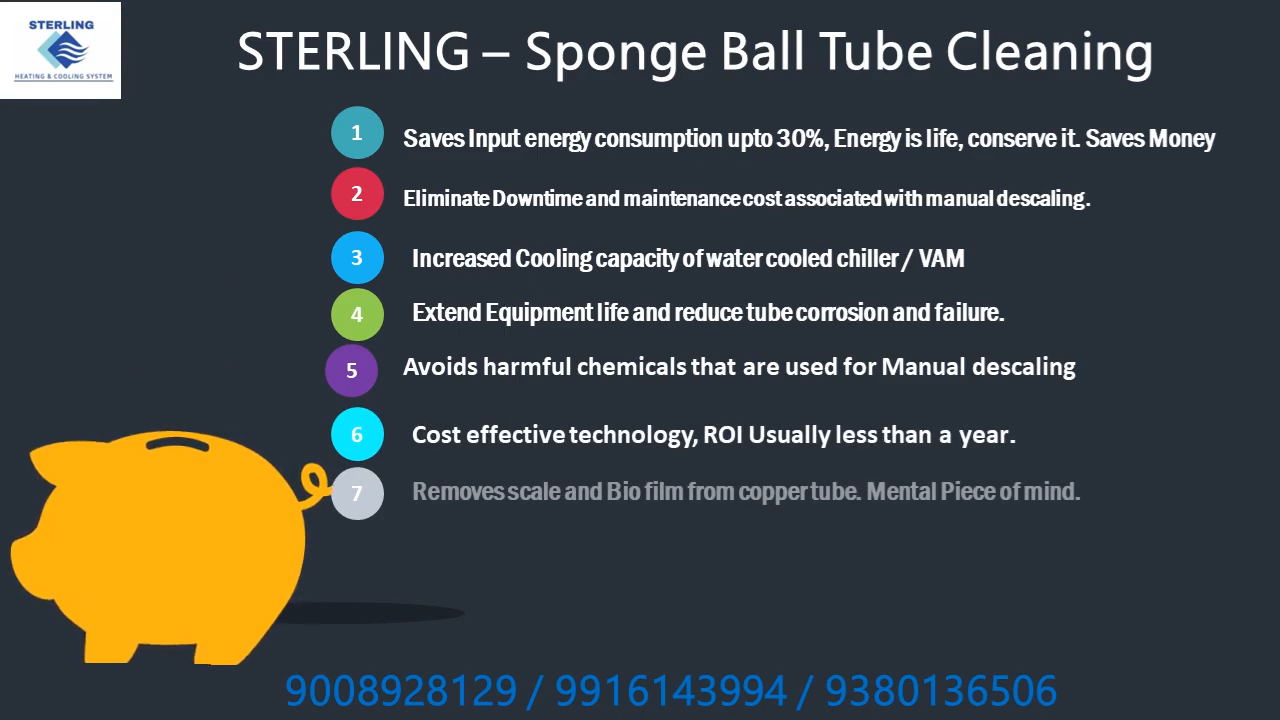 STERLING
HEATING & COOLING SYSTEM
STERLING – Sponge Ball Tube Cleaning
1 Saves Input energy consumption upto 30%, Energy is life, conserve it. Saves Money
2 Eliminate Downtime and maintenance cost associated with manual descaling.
3 Increased Cooling capacity of water cooled chiller / VAM
4 Extend Equipment life and reduce tube corrosion and failure.
5 Avoids harmful chemicals that are used for Manual descaling
6 Cost effective technology, ROI Usually less than a year.
7 Removes scale and Bio film from copper tube. Mental Piece of mind.
9008928129 / 9916143994 / 9380136506